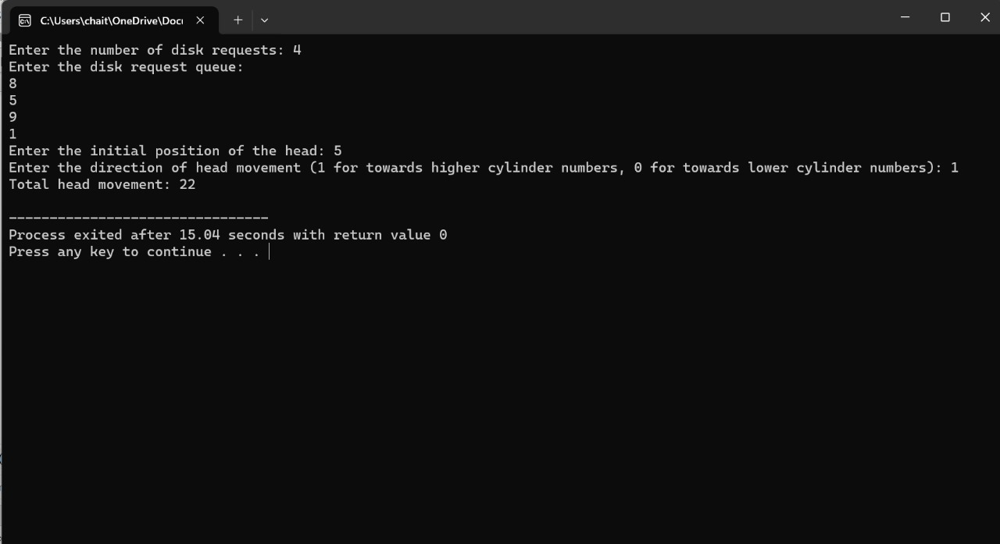 C:\Users\chait\OneDrive\Docu
Enter the number of disk requests: 4
Enter the disk request queue:
8
5
9
1
Enter the initial position of the head: 5
Enter the direction of head movement (1 for towards higher cylinder numbers, 0 for towards lower cylinder numbers): 1
Total head movement: 22
--------------------------------
Process exited after 15.04 seconds with return value 0
Press any key to continue . . .